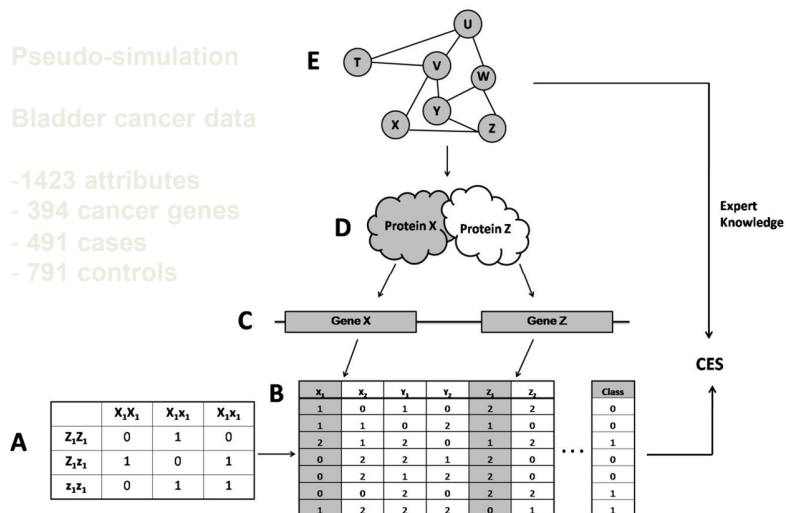 Pseudo-simulation
Bladder cancer data
-1423 attributes
- 394 cancer genes
- 491 cases
- 791 controls
E
U
T
V
W
Y
X
Z
D
Protein X
Protein Z
Expert
Knowledge
C
Gene X
Gene Z
CES
A
X₁X₁ X₁x₁ X₁x₁
Z₁Z₁ 0 1 0
Z₁z₁ 1 0 1
z₁z₁ 0 1 1
B
X₁ X₂ Y₁ Y₂ Z₁ Z₂ Class
1 0 1 0 2 2 0
1 1 0 2 1 0 0
2 1 2 0 1 2 ... 1
0 2 2 1 2 0 0
0 2 1 2 2 0 0
0 0 2 0 2 2 1
1 2 2 2 0 1 1